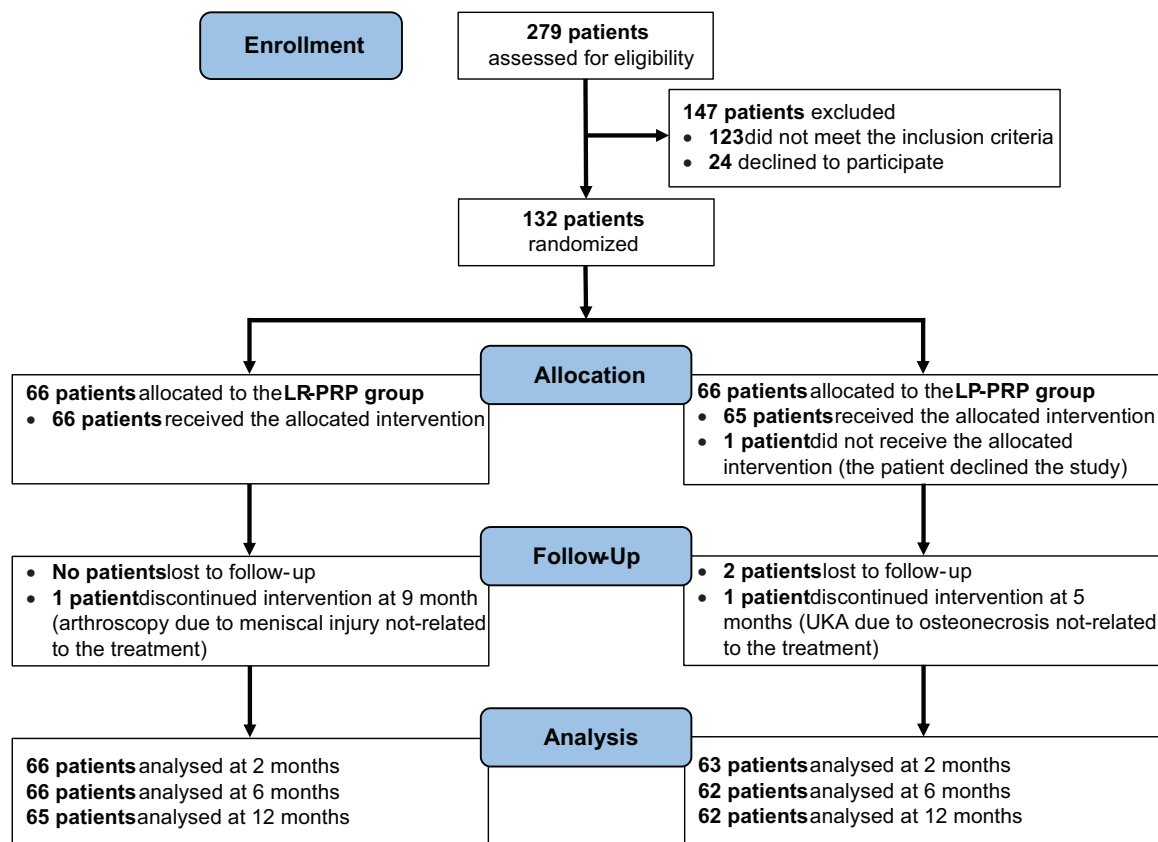 Enrollment
279 patients
assessed for eligibility
147 patients excluded
• 123 did not meet the inclusion criteria
• 24 declined to participate
132 patients
randomized
Allocation
66 patients allocated to the LR-PRP group
• 66 patients received the allocated intervention
66 patients allocated to the LP-PRP group
• 65 patients received the allocated intervention
• 1 patient did not receive the allocated
intervention (the patient declined the study)
Follow-Up
• No patients lost to follow-up
• 1 patient discontinued intervention at 9 month
(arthroscopy due to meniscal injury not-related
to the treatment)
• 2 patients lost to follow-up
• 1 patient discontinued intervention at 5
months (UKA due to osteonecrosis not-related
to the treatment)
Analysis
66 patients analysed at 2 months
66 patients analysed at 6 months
65 patients analysed at 12 months
63 patients analysed at 2 months
62 patients analysed at 6 months
62 patients analysed at 12 months